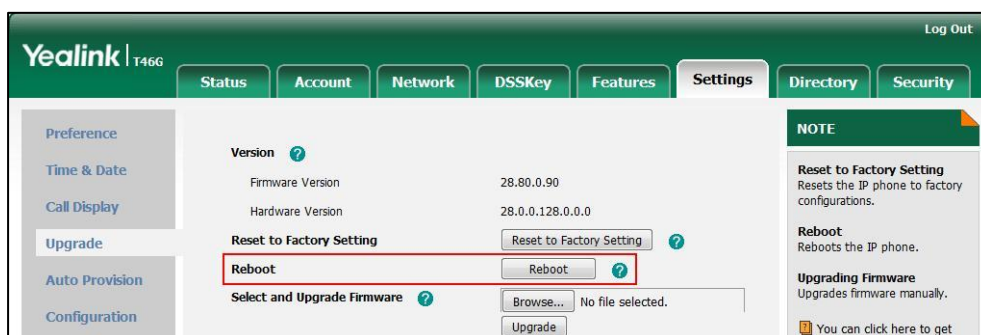 Log Out
Yealink T46G
Status Account Network DSSKey Features Settings Directory Security
Preference
Time & Date
Call Display
Upgrade
Auto Provision
Configuration
Version ?
Firmware Version 28.80.0.90
Hardware Version 28.0.0.128.0.0.0
Reset to Factory Setting Reset to Factory Setting ?
Reboot Reboot ?
Select and Upgrade Firmware ? Browse... No file selected.
Upgrade
NOTE
Reset to Factory Setting
Resets the IP phone to factory
configurations.
Reboot
Reboots the IP phone.
Upgrading Firmware
Upgrades firmware manually.
? You can click here to get